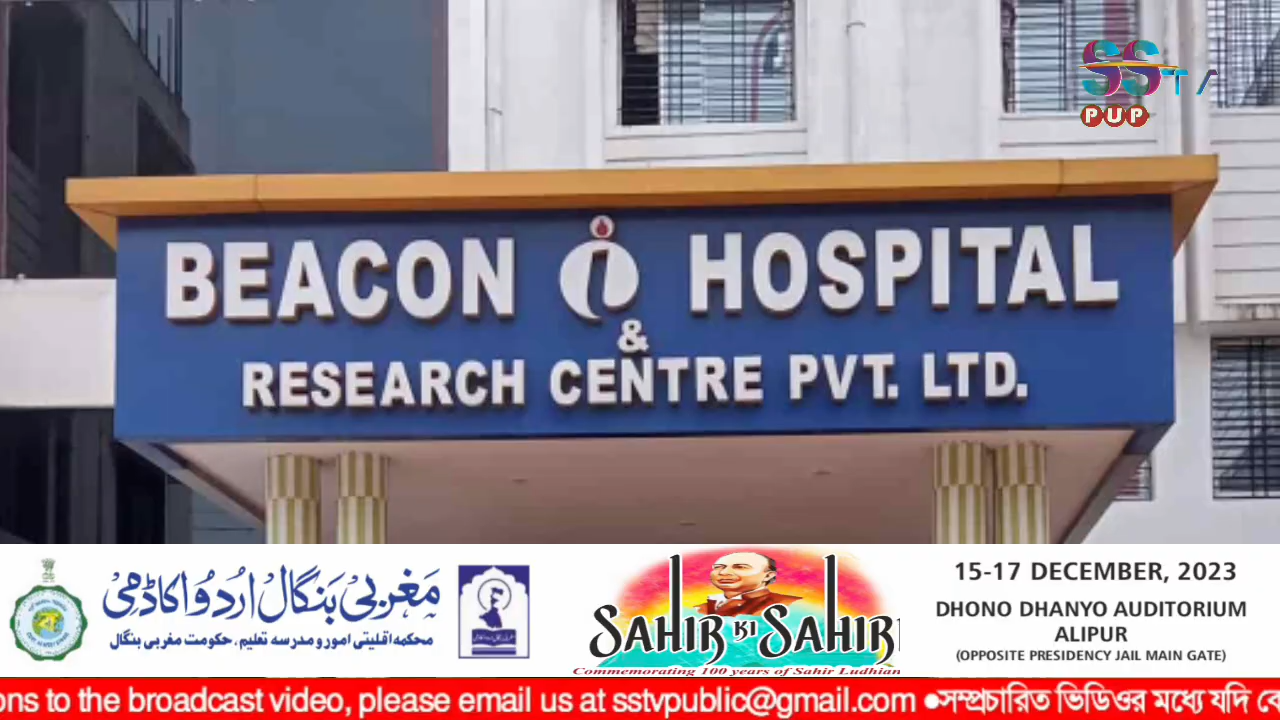 SSTV
PUP
BEACON i HOSPITAL
&
RESEARCH CENTRE PVT. LTD.
مغربی بنگال اردو اکاڈمی
محکمہ اقلیتی امور و مدرسہ تعلیم، حکومت مغربی بنگال
SAHIR KI SAHIRI
Commemorating 100 years of Sahir Ludhian
15-17 DECEMBER, 2023
DHONO DHANYO AUDITORIUM
ALIPUR
(OPPOSITE PRESIDENCY JAIL MAIN GATE)
ons to the broadcast video, please email us at sstvpublic@gmail.com ●সম্প্রচারিত ভিডিওর মধ্যে যদি কে